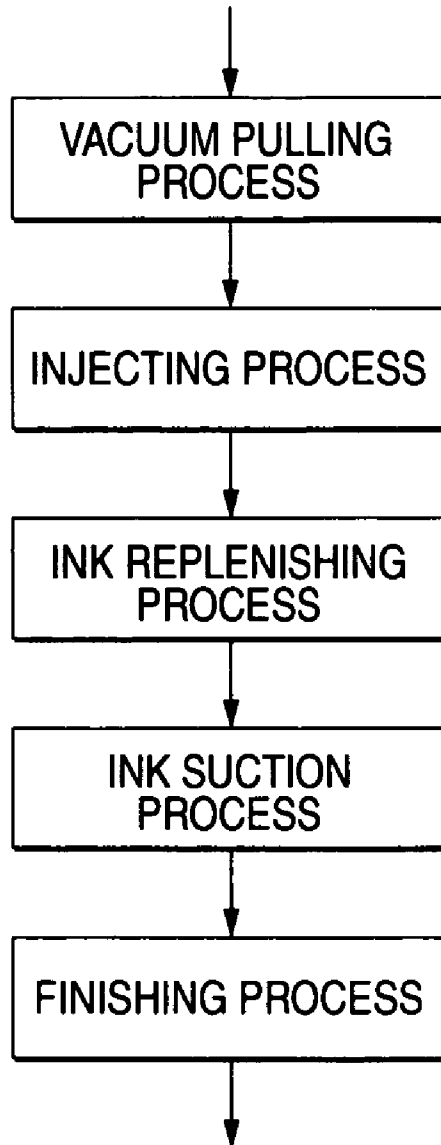 VACUUM PULLING
PROCESS
INJECTING PROCESS
INK REPLENISHING
PROCESS
INK SUCTION
PROCESS
FINISHING PROCESS